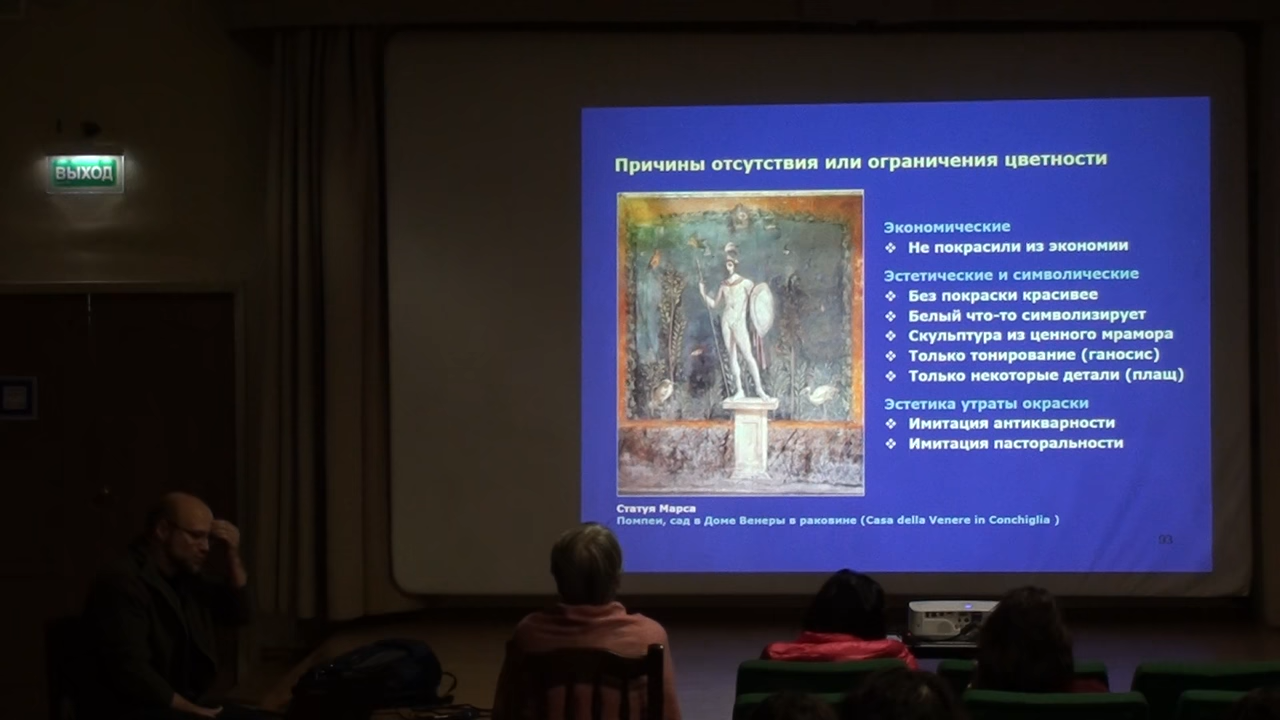 ВЫХОД
Причины отсутствия или ограничения цветности
Экономические
❖ Не покрасили из экономии
Эстетические и символические
❖ Без покраски красивее
❖ Белый что-то символизирует
❖ Скульптура из ценного мрамора
❖ Только тонирование (ганосис)
❖ Только некоторые детали (плащ)
Эстетика утраты окраски
❖ Имитация антикварности
❖ Имитация пасторальности
Статуя Марса
Помпеи, сад в Доме Венеры в раковине (Casa della Venere in Conchiglia )
93